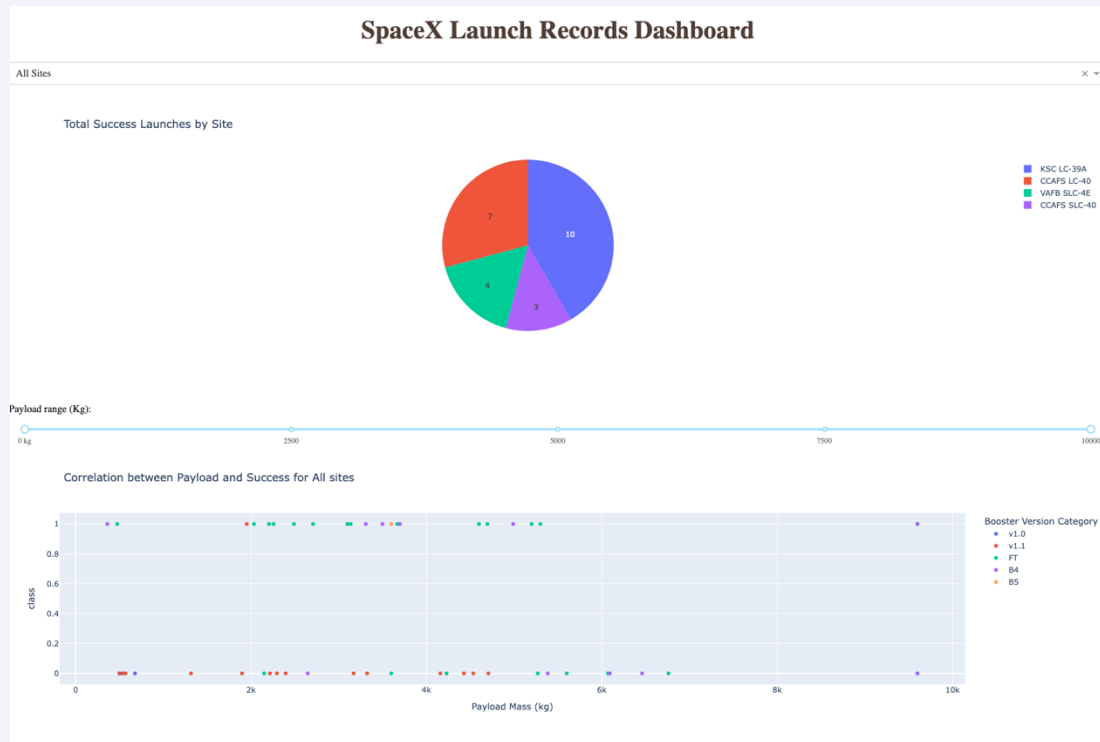 SpaceX Launch Records Dashboard
All Sites
Total Success Launches by Site
KSC LC-39A
CCAFS LC-40
VAFB SLC-4E
CCAFS SLC-40
7
10
4
3
Payload range (Kg):
0 kg 2500 5000 7500 10000
Correlation between Payload and Success for All sites
Booster Version Category
v1.0
v1.1
FT
B4
B5
class
1
0.8
0.6
0.4
0.2
0
0 2k 4k 6k 8k 10k
Payload Mass (kg)